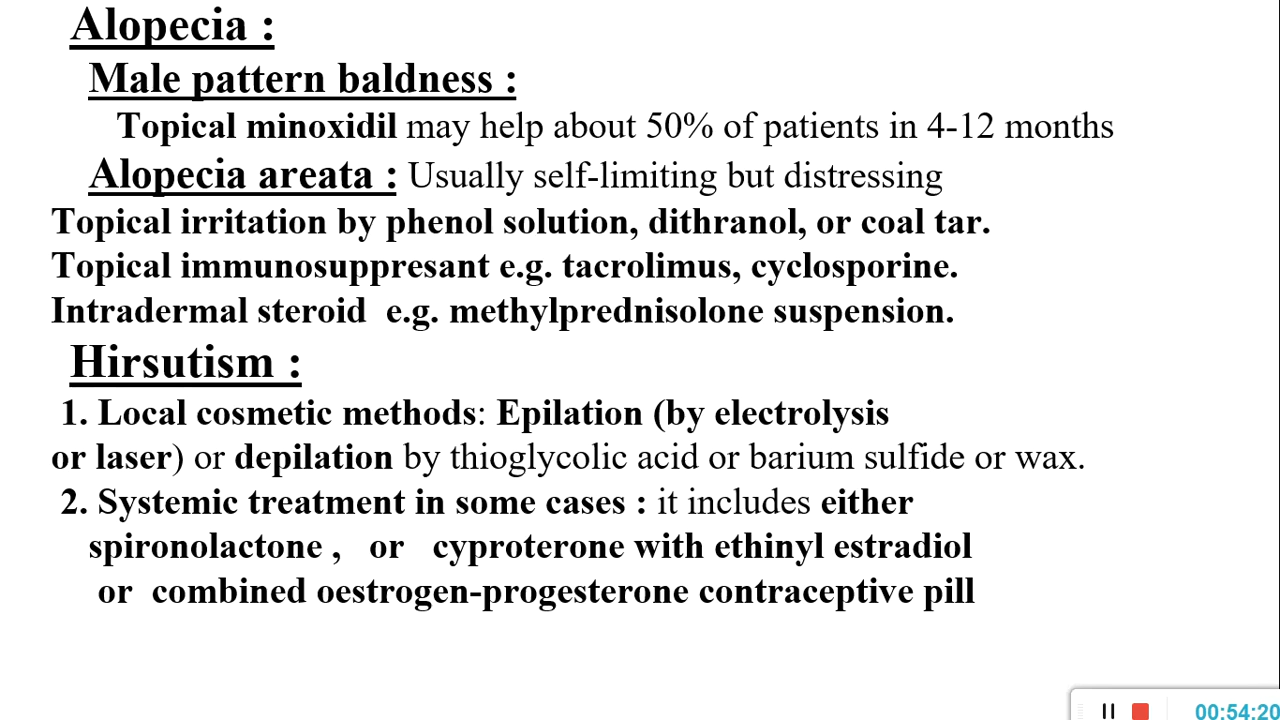 Alopecia :
Male pattern baldness :
Topical minoxidil may help about 50% of patients in 4-12 months
Alopecia areata : Usually self-limiting but distressing
Topical irritation by phenol solution, dithranol, or coal tar.
Topical immunosuppresant e.g. tacrolimus, cyclosporine.
Intradermal steroid e.g. methylprednisolone suspension.
Hirsutism :
1. Local cosmetic methods: Epilation (by electrolysis
or laser) or depilation by thioglycolic acid or barium sulfide or wax.
2. Systemic treatment in some cases : it includes either
spironolactone , or cyproterone with ethinyl estradiol
or combined oestrogen-progesterone contraceptive pill
00:54:20